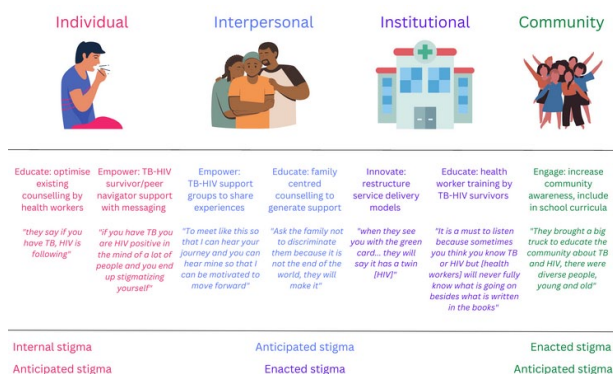 Individual
Interpersonal
Institutional
Community
Educate: optimise
existing
counselling by
health workers
"they say if you
have TB, HIV is
following"
Empower: TB-HIV
survivor/peer
navigator support
with messaging
"if you have TB you
are HIV positive in
the mind of a lot of
people and you end
up stigmatizing
yourself"
Empower:
TB-HIV support
groups to share
experiences
"To meet like this so
that I can hear your
journey and you can
hear mine so that I
can be motivated to
move forward"
Educate: family
centred
counselling to
generate support
"Ask the family not
to discriminate
them because it is
not the end of the
world, they will
make it"
Innovate:
restructure
service delivery
models
"when they see
you with the green
card... they will
say it has a twin
[HIV]"
Educate: health
worker training by
TB-HIV survivors
"It is a must to
listen because
sometimes you
think you know TB
or HIV but [health
workers] will never fully
know what is going on
besides what is written
in the books"
Engage: increase
community
awareness, include
in school curricula
"They brought a big
truck to educate the
community about TB
and HIV, there were
diverse people,
young and old"
Internal stigma
Anticipated stigma
Anticipated stigma
Enacted stigma
Enacted stigma
Anticipated stigma